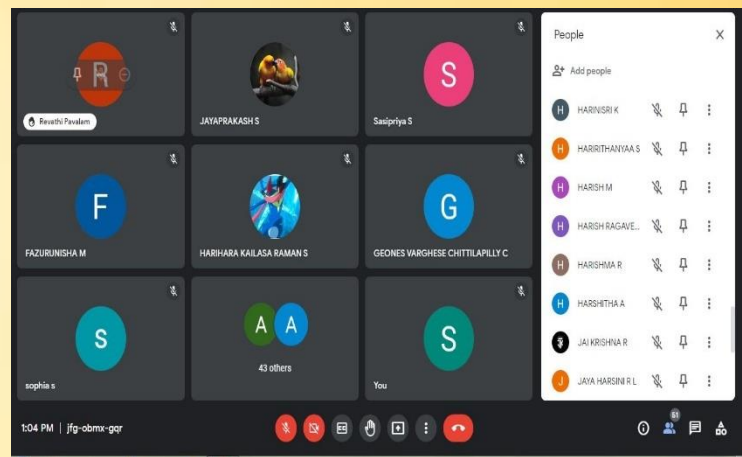 R
Revathi Pavalam
JAYAPRAKASH S
S
Sasipriya S
F
FAZURUNISHA M
HARIHARA KAILASA RAMAN S
G
GEONES VARGHESE CHITTILAPILLY C
S
sophia s
A A
43 others
S
You
People
Add people
H HARINISRI K
H HARIRITHANYAA S
H HARISH M
H HARISH RAGAVE...
H HARISHMA R
H HARSHITHA A
JAI KRISHNA R
J JAYA HARSINI R L
1:04 PM | jfg-obmx-gqr
51